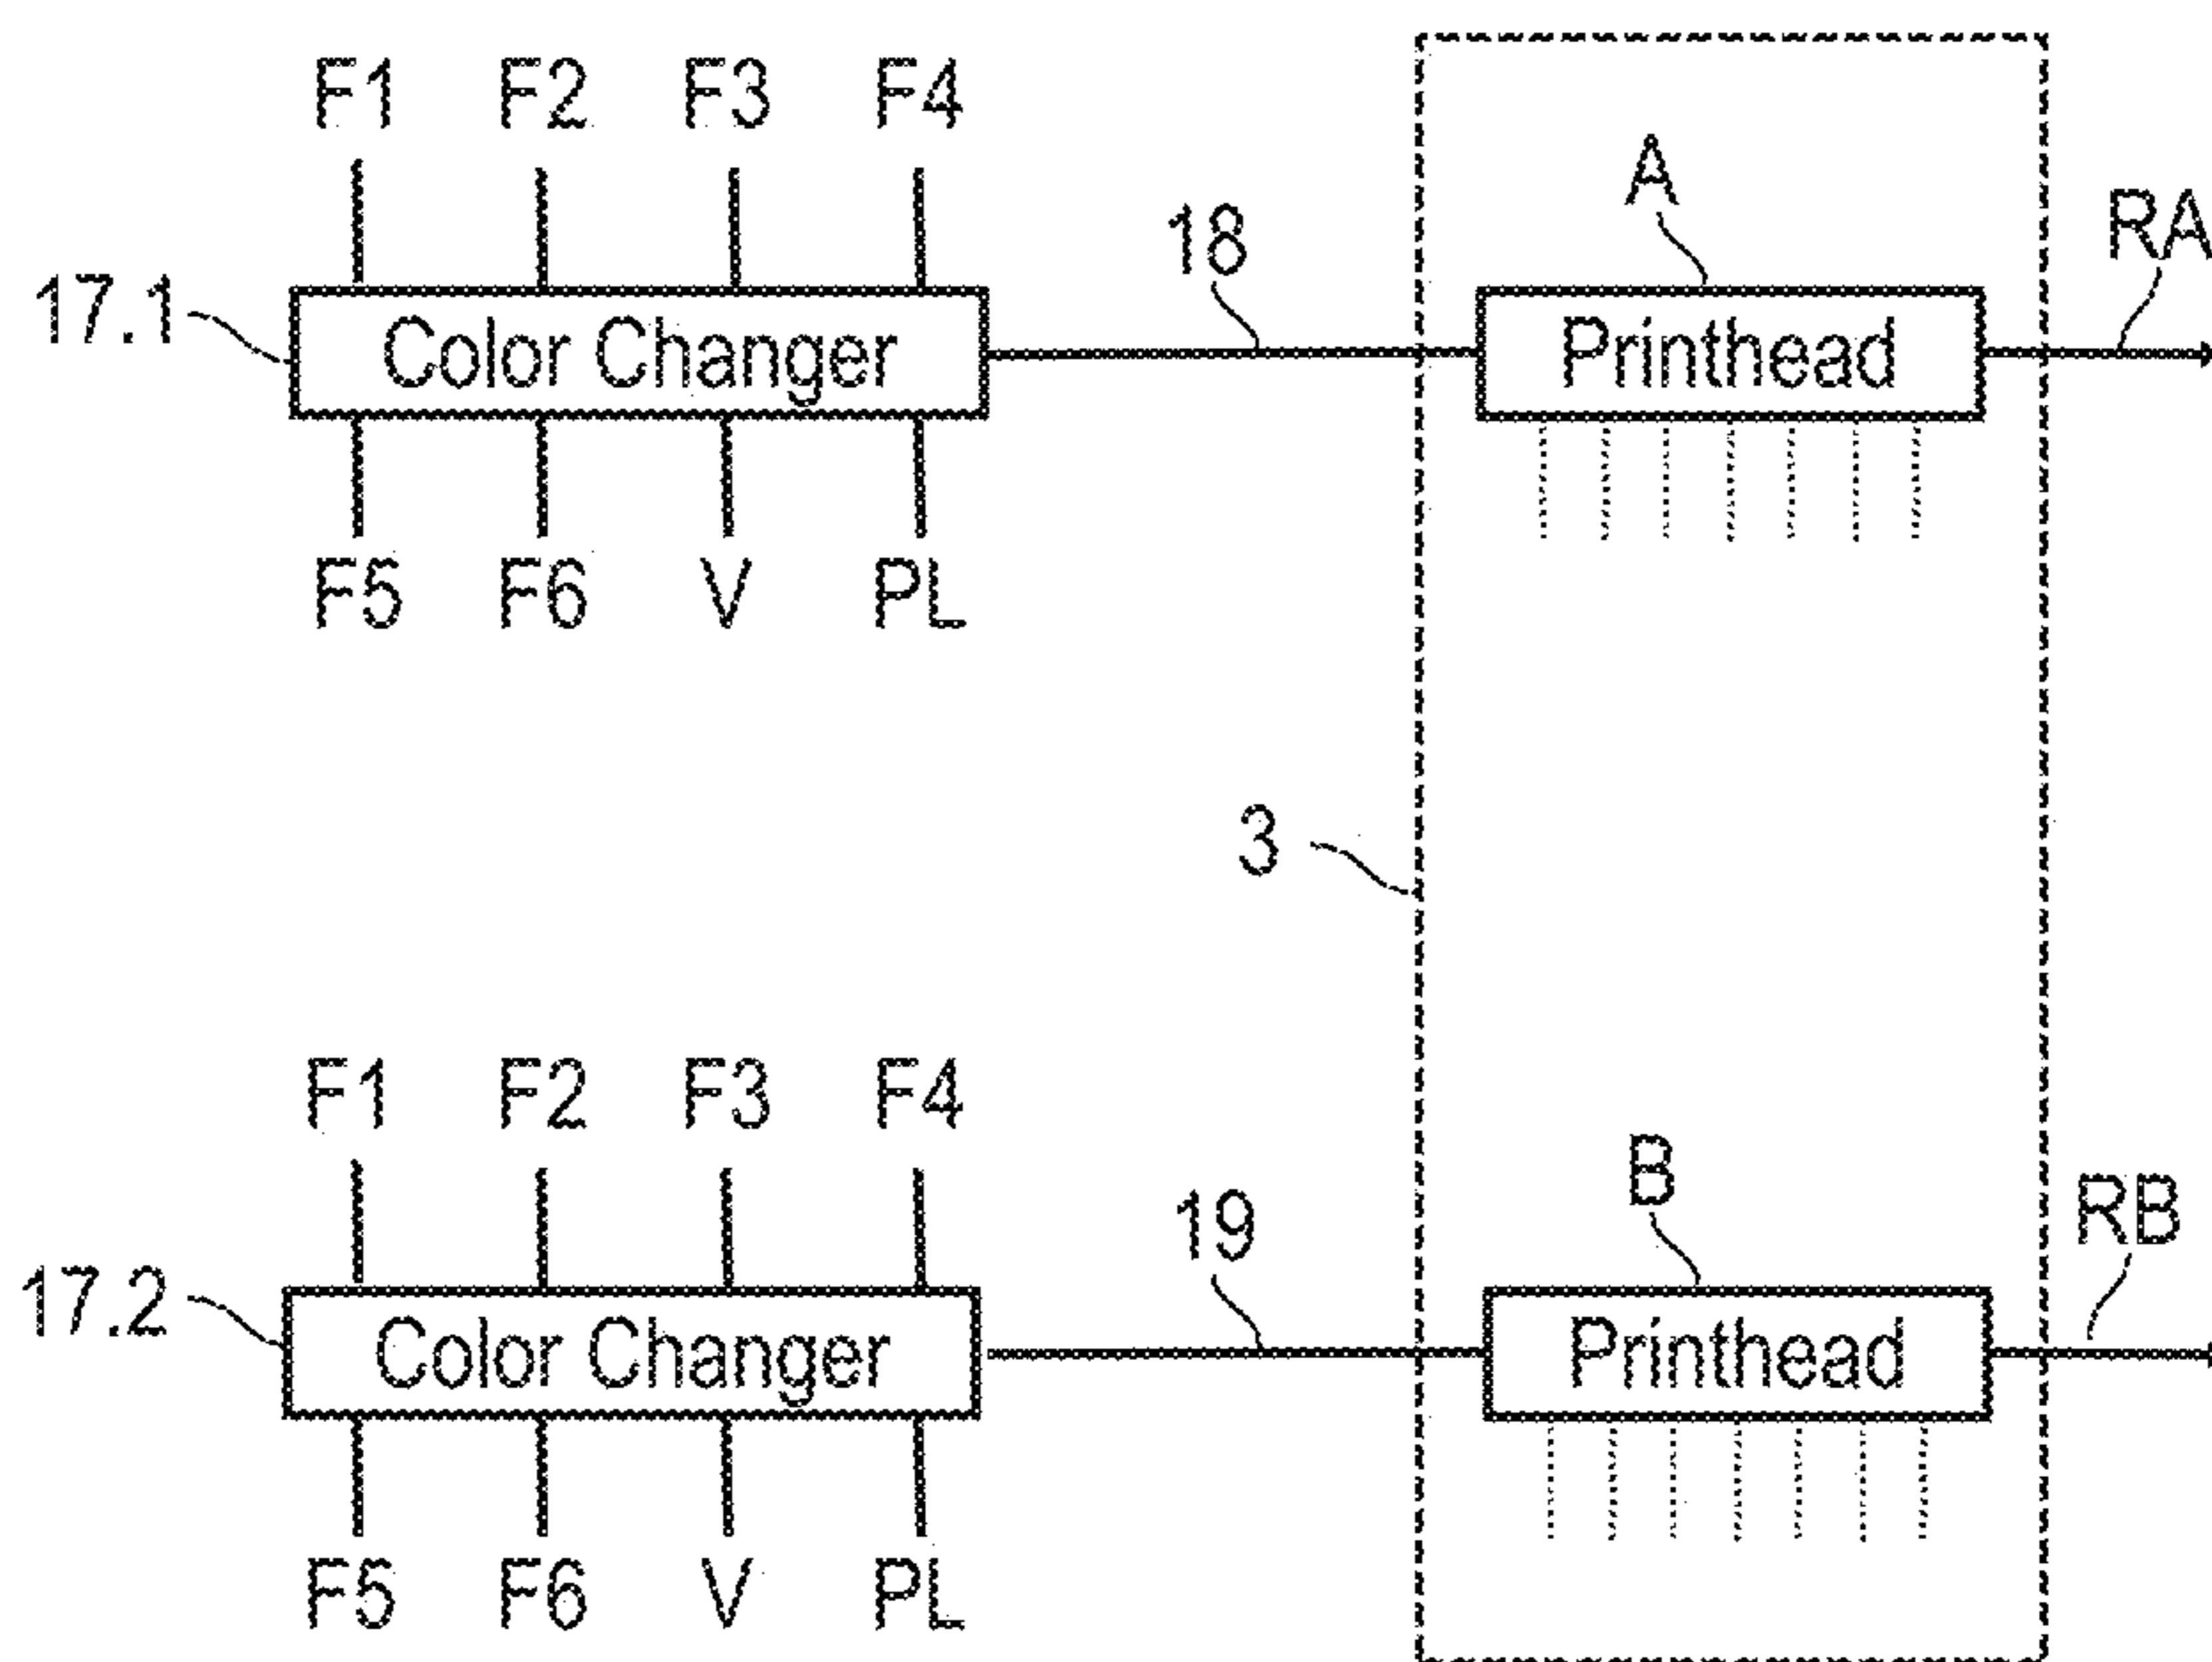 F1 F2 F3 F4
A
RA
18
17.1
Color Changer
Printhead
F5 F6 V PL
3
F1 F2 F3 F4
B
RB
19
17.2
Color Changer
Printhead
F5 F6 V PL